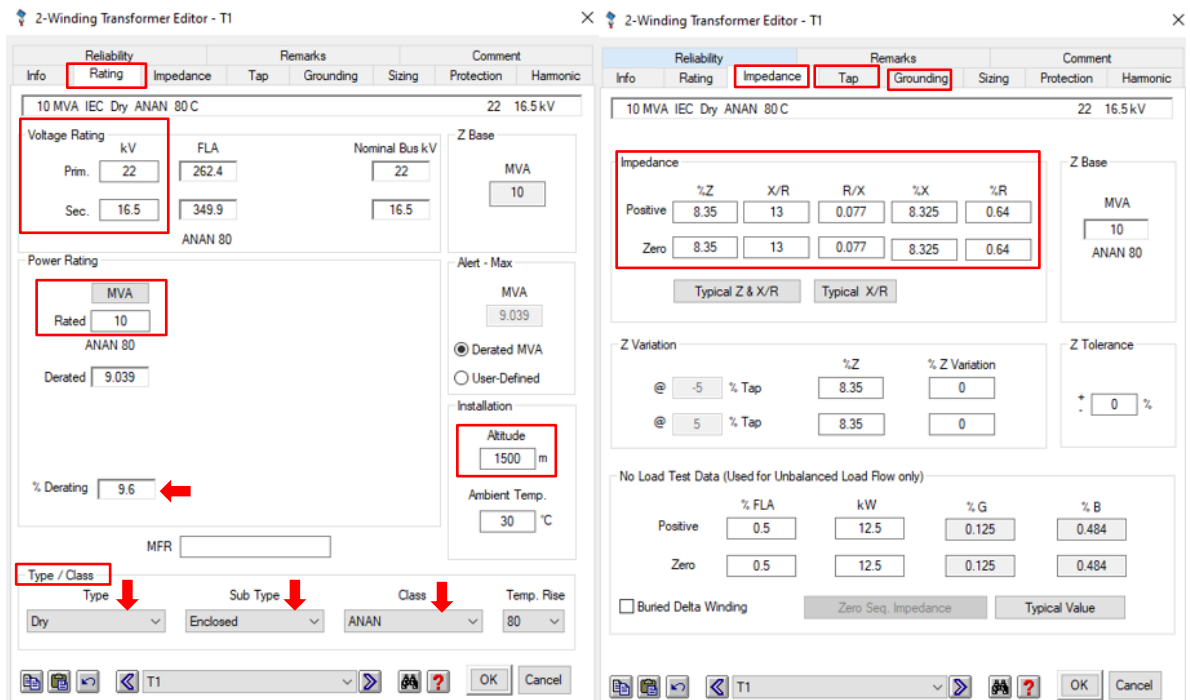 2-Winding Transformer Editor - T1
Reliability Remarks Comment
Info Rating Impedance Tap Grounding Sizing Protection Harmonic
10 MVA IEC Dry ANAN 80 C 22 16.5 kV
Voltage Rating
kV FLA Nominal Bus kV
Prim. 22 262.4 22
Sec. 16.5 349.9 16.5
ANAN 80
Z Base
MVA
10
Power Rating
MVA
Rated 10
ANAN 80
Derated 9.039
% Derating 9.6
Alert - Max
MVA
9.039
Derated MVA
User-Defined
Installation
Altitude
1500 m
Ambient Temp.
30 °C
MFR
Type / Class
Type Sub Type Class Temp. Rise
Dry Enclosed ANAN 80
T1 ? OK Cancel
2-Winding Transformer Editor - T1
Reliability Remarks Comment
Info Rating Impedance Tap Grounding Sizing Protection Harmonic
10 MVA IEC Dry ANAN 80 C 22 16.5 kV
Impedance
%Z X/R R/X %X %R
Positive 8.35 13 0.077 8.325 0.64
Zero 8.35 13 0.077 8.325 0.64
Typical Z & X/R Typical X/R
Z Base
MVA
10
ANAN 80
Z Variation
%Z % Z Variation
@ -5 % Tap 8.35 0
@ 5 % Tap 8.35 0
Z Tolerance
+ - 0 %
No Load Test Data (Used for Unbalanced Load Flow only)
% FLA kW % G % B
Positive 0.5 12.5 0.125 0.484
Zero 0.5 12.5 0.125 0.484
Buried Delta Winding Zero Seq. Impedance Typical Value
T1 ? OK Cancel